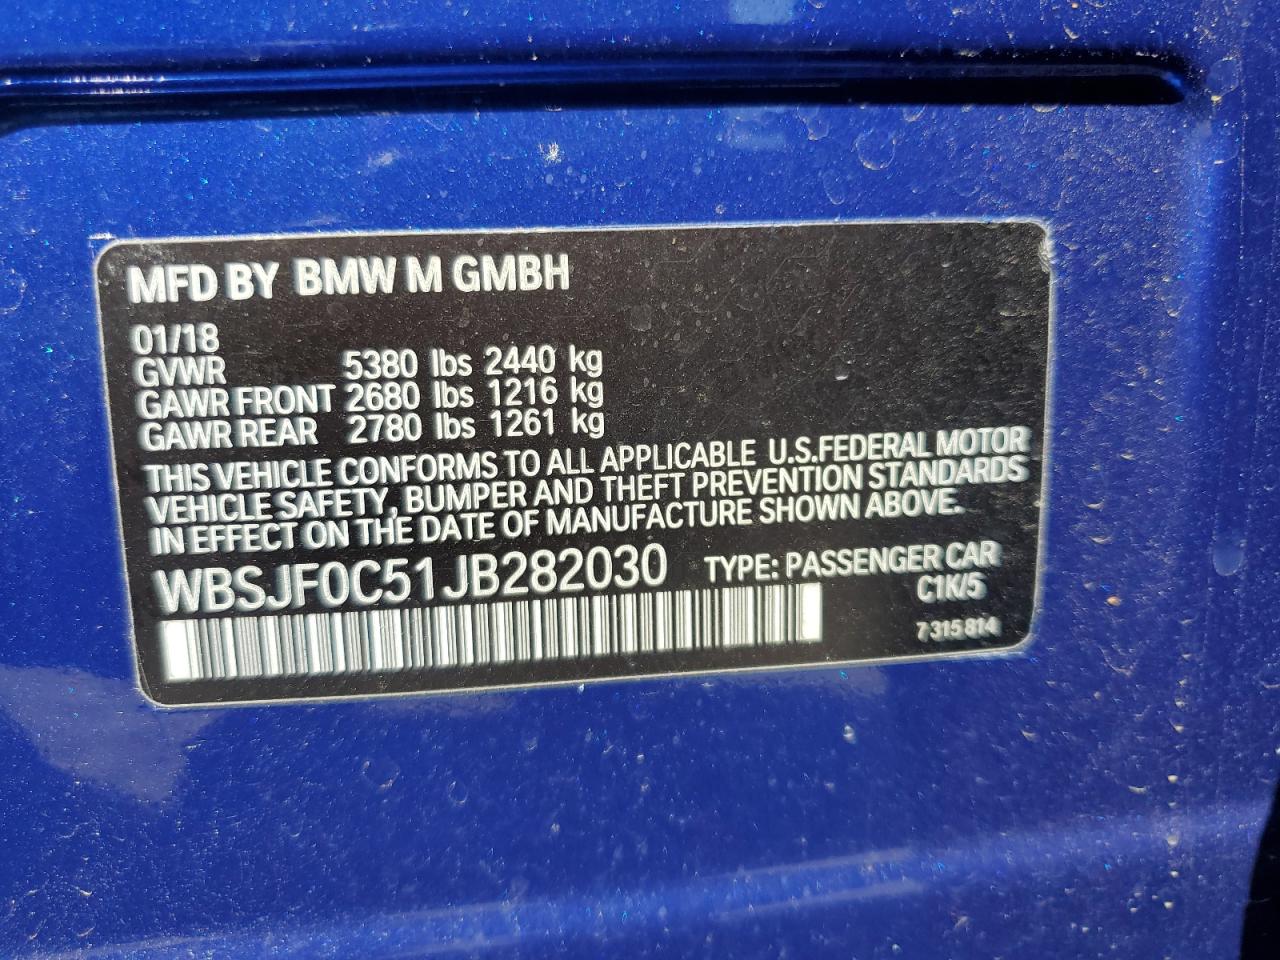 MFD BY BMW M GMBH
01/18
GVWR 5380 lbs 2440 kg
GAWR FRONT 2680 lbs 1216 kg
GAWR REAR 2780 lbs 1261 kg
THIS VEHICLE CONFORMS TO ALL APPLICABLE U.S.FEDERAL MOTOR
VEHICLE SAFETY, BUMPER AND THEFT PREVENTION STANDARDS
IN EFFECT ON THE DATE OF MANUFACTURE SHOWN ABOVE.
WBSJF0C51JB282030 TYPE: PASSENGER CAR
C1K/5
7 315 814